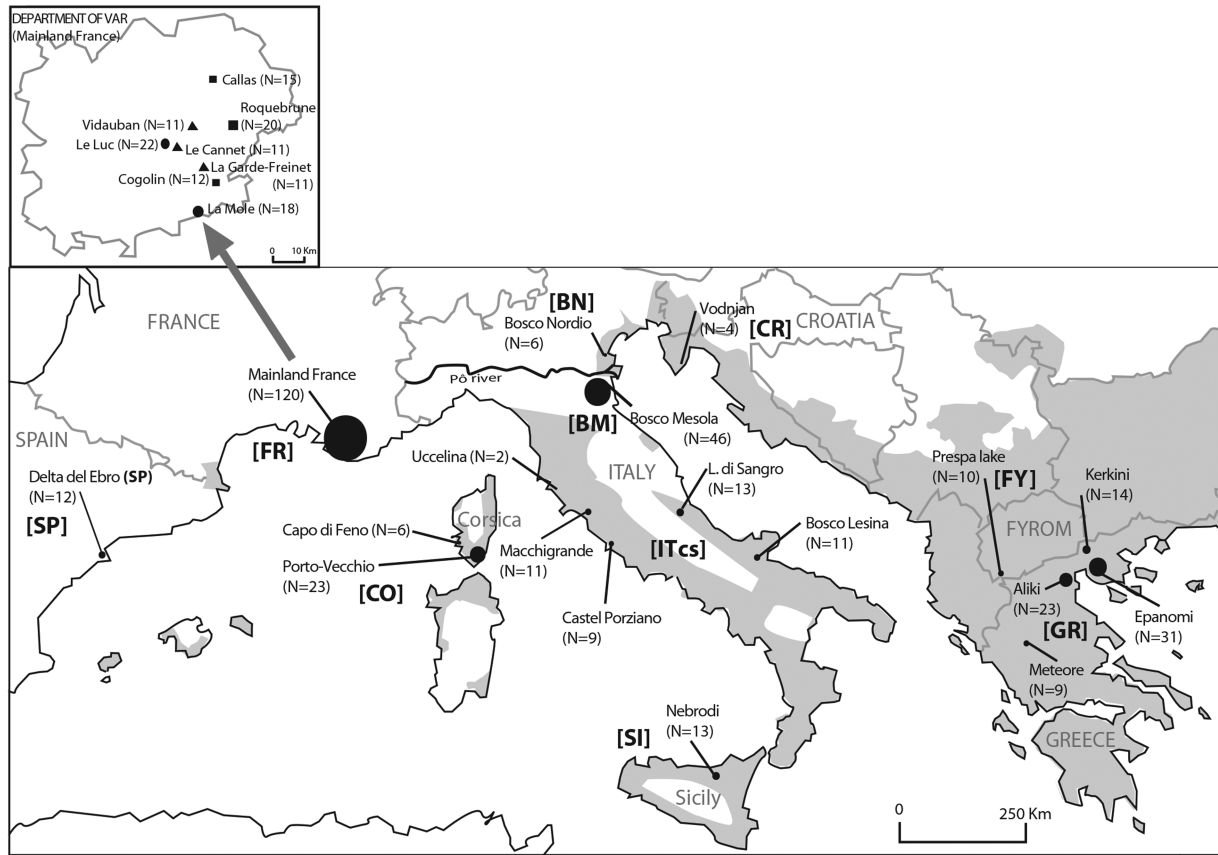 DEPARTMENT OF VAR
(Mainland France)
Callas (N=15)
Roquebrune
(N=20)
Vidauban (N=11)
Le Luc (N=22)
Le Cannet (N=11)
La Garde-Freinet
(N=11)
Cogolin (N=12)
La Mole (N=18)
0 10 Km
[BN]
Bosco Nordio
(N=6)
Vodnjan
(N=4)
[CR]
CROATIA
FRANCE
Mainland France
(N=120)
Pô river
[BM]
Bosco Mesola
(N=46)
SPAIN
[FR]
Delta del Ebro (SP)
(N=12)
[SP]
Uccelina (N=2)
ITALY
L. di Sangro
(N=13)
Prespa lake
(N=10)
[FY]
Kerkini
(N=14)
Capo di Feno (N=6)
Corsica
Macchigrande
(N=11)
[ITcs]
Bosco Lesina
(N=11)
FYROM
Porto-Vecchio
(N=23)
[CO]
Castel Porziano
(N=9)
Aliki
(N=23)
[GR]
Epanomi
(N=31)
Meteore
(N=9)
GREECE
[SI]
Nebrodi
(N=13)
Sicily
0 250 Km